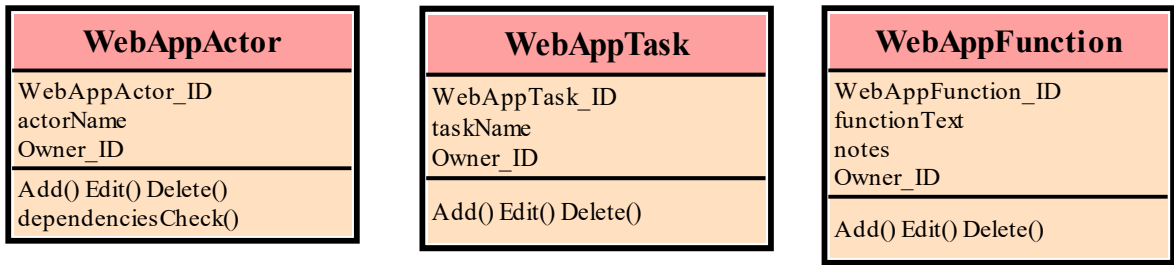 WebAppActor
WebAppActor_ID
actorName
Owner_ID
Add() Edit() Delete()
dependenciesCheck()
WebAppTask
WebAppTask_ID
taskName
Owner_ID
Add() Edit() Delete()
WebAppFunction
WebAppFunction_ID
functionText
notes
Owner_ID
Add() Edit() Delete()